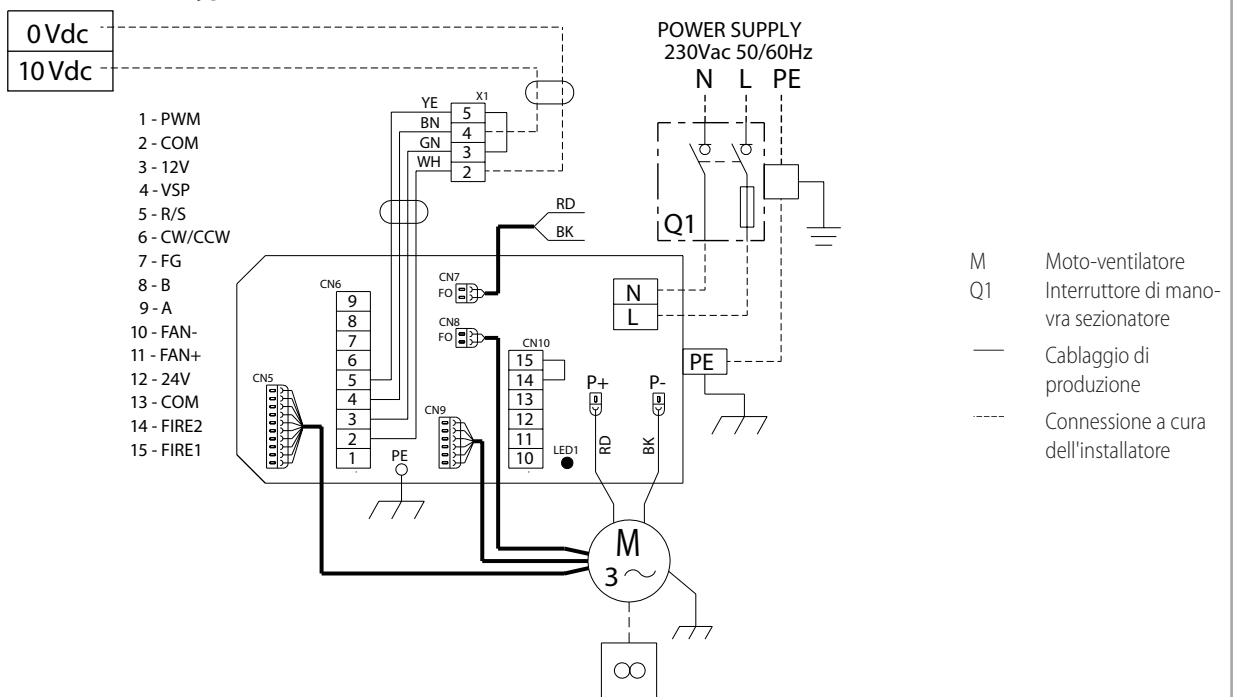 0 Vdc
10 Vdc
POWER SUPPLY
230Vac 50/60Hz
N L PE
1 - PWM
2 - COM
3 - 12V
4 - VSP
5 - R/S
6 - CW/CCW
7 - FG
8 - B
9 - A
10 - FAN-
11 - FAN+
12 - 24V
13 - COM
14 - FIRE2
15 - FIRE1
X1
YE 5
BN 4
GN 3
WH 2
Q1
RD
BK
CN7
FO
CN8
FO
CN6
9
8
7
6
5
4
3
2
1
CN5
PE
CN9
CN10
15
14
13
12
11
10
LED1
N
L
PE
P+ P-
RD BK
M
3
M Moto-ventilatore
Q1 Interruttore di mano-
vra sezionatore
Cablaggio di
produzione
Connessione a cura
dell'installatore